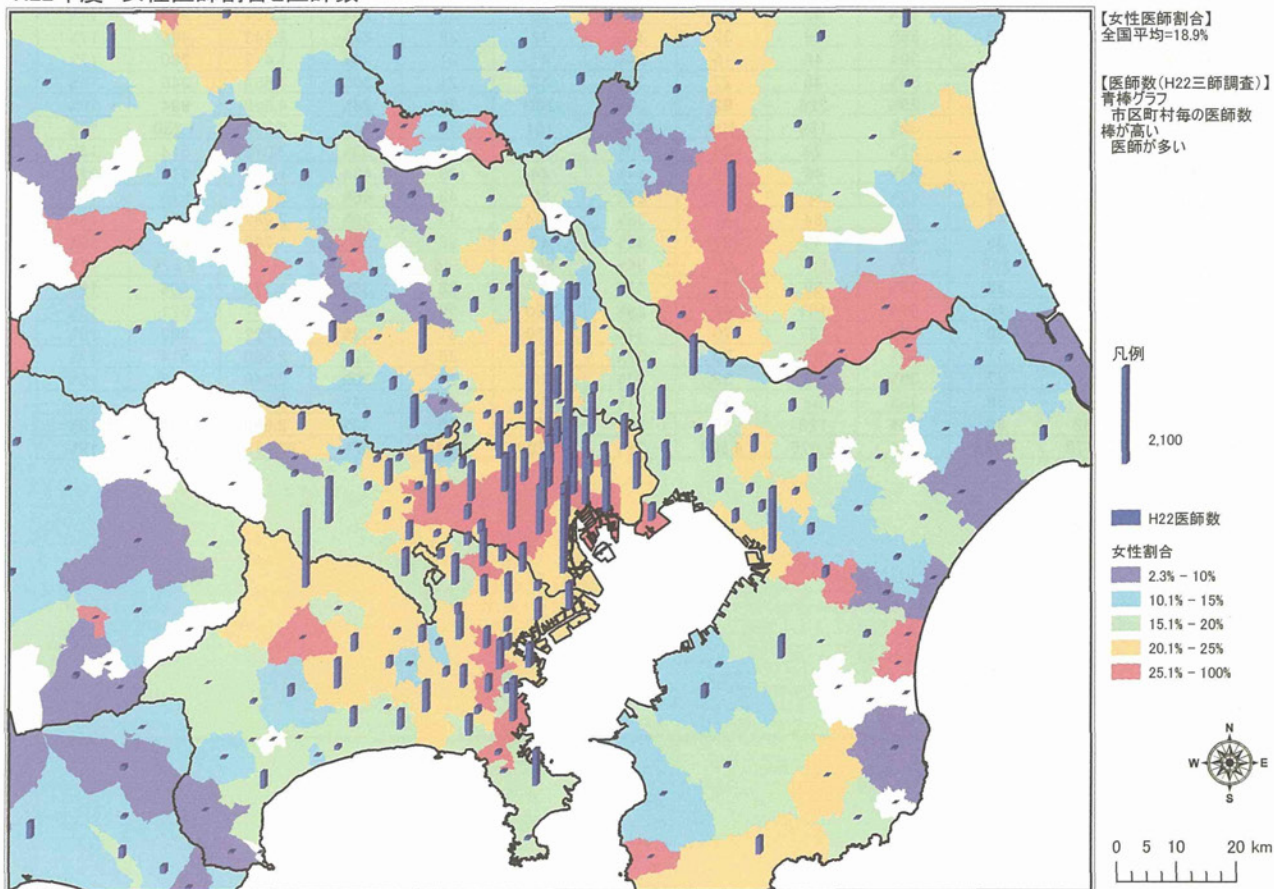 【女性医師割合】
全国平均=18.9%
【医師数(H22三師調査)】
青棒グラフ
市区町村毎の医師数
棒が高い
医師が多い
凡例
2,100
H22医師数
女性割合
2.3% - 10%
10.1% - 15%
15.1% - 20%
20.1% - 25%
25.1% - 100%
N
W
E
S
0 5 10 20 km